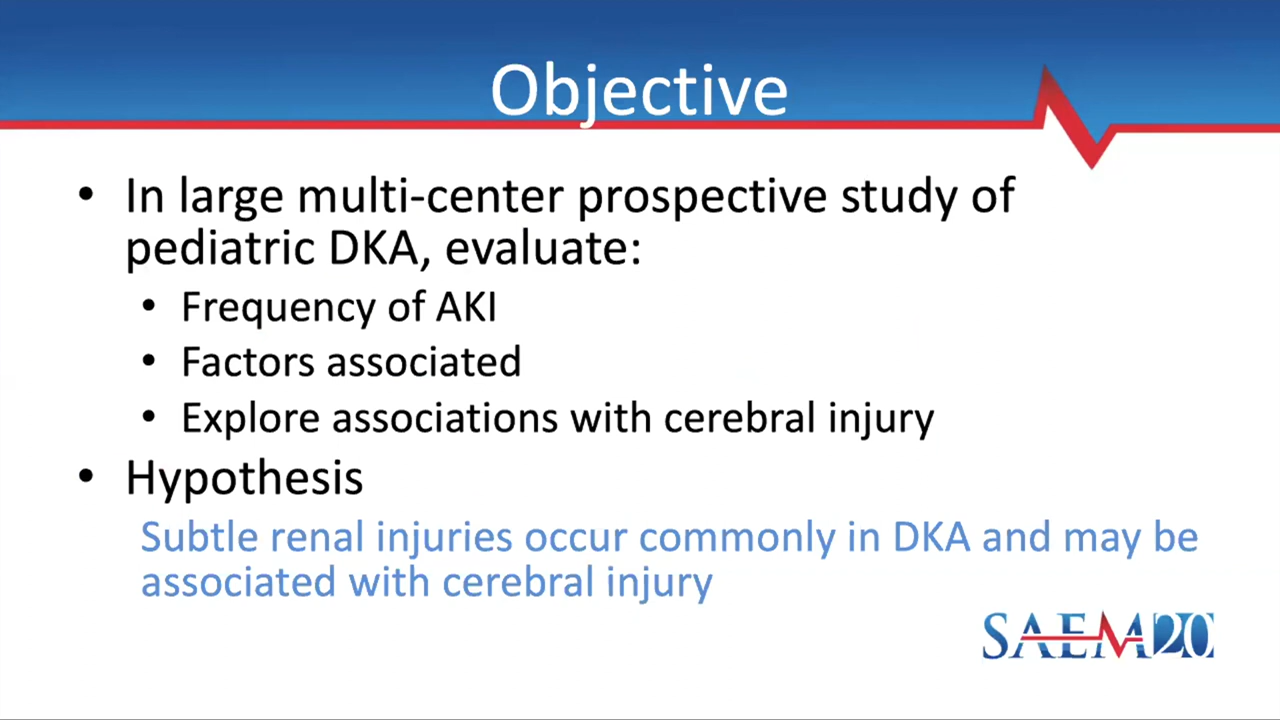 Objective
• In large multi-center prospective study of
pediatric DKA, evaluate:
• Frequency of AKI
• Factors associated
• Explore associations with cerebral injury
• Hypothesis
Subtle renal injuries occur commonly in DKA and may be
associated with cerebral injury
SAEM20